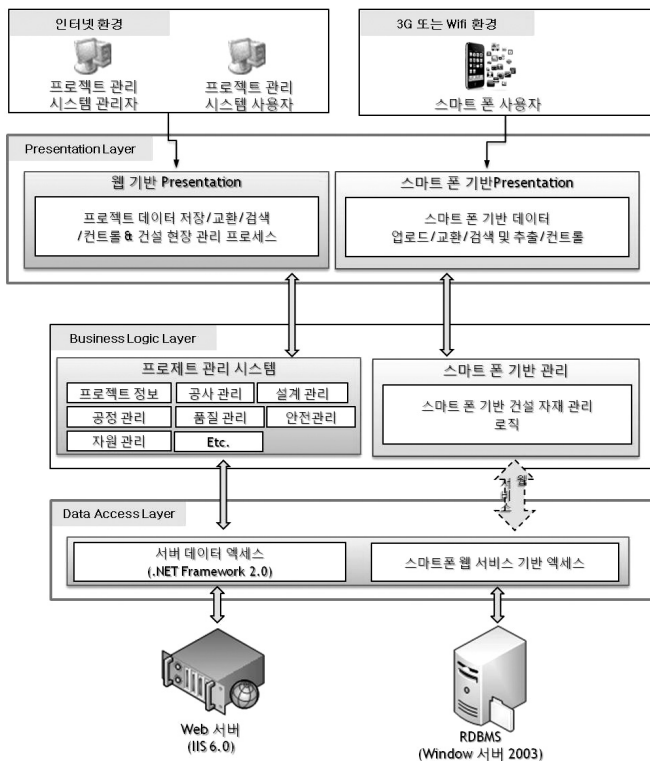 인터넷 환경
3G 또는 Wifi 환경
프로젝트 관리
시스템 관리자
프로젝트 관리
시스템 사용자
스마트 폰 사용자
Presentation Layer
웹 기반 Presentation
프로젝트 데이터 저장/교환/검색
/컨트롤 & 건설 현장 관리 프로세스
스마트 폰 기반Presentation
스마트 폰 기반 데이터
업로드/교환/검색 및 추출/컨트롤
Business Logic Layer
프로제트 관리 시스템
프로젝트 정보
공사 관리
설계 관리
공정 관리
품질 관리
안전관리
자원 관리
Etc.
스마트 폰 기반 관리
스마트 폰 기반 건설 자재 관리
로직
웹
서비스
Data Access Layer
서버 데이터 엑세스
(.NET Framework 2.0)
스마트폰 웹 서비스 기반 엑세스
Web 서버
(IIS 6.0)
RDBMS
(Window 서버 2003)